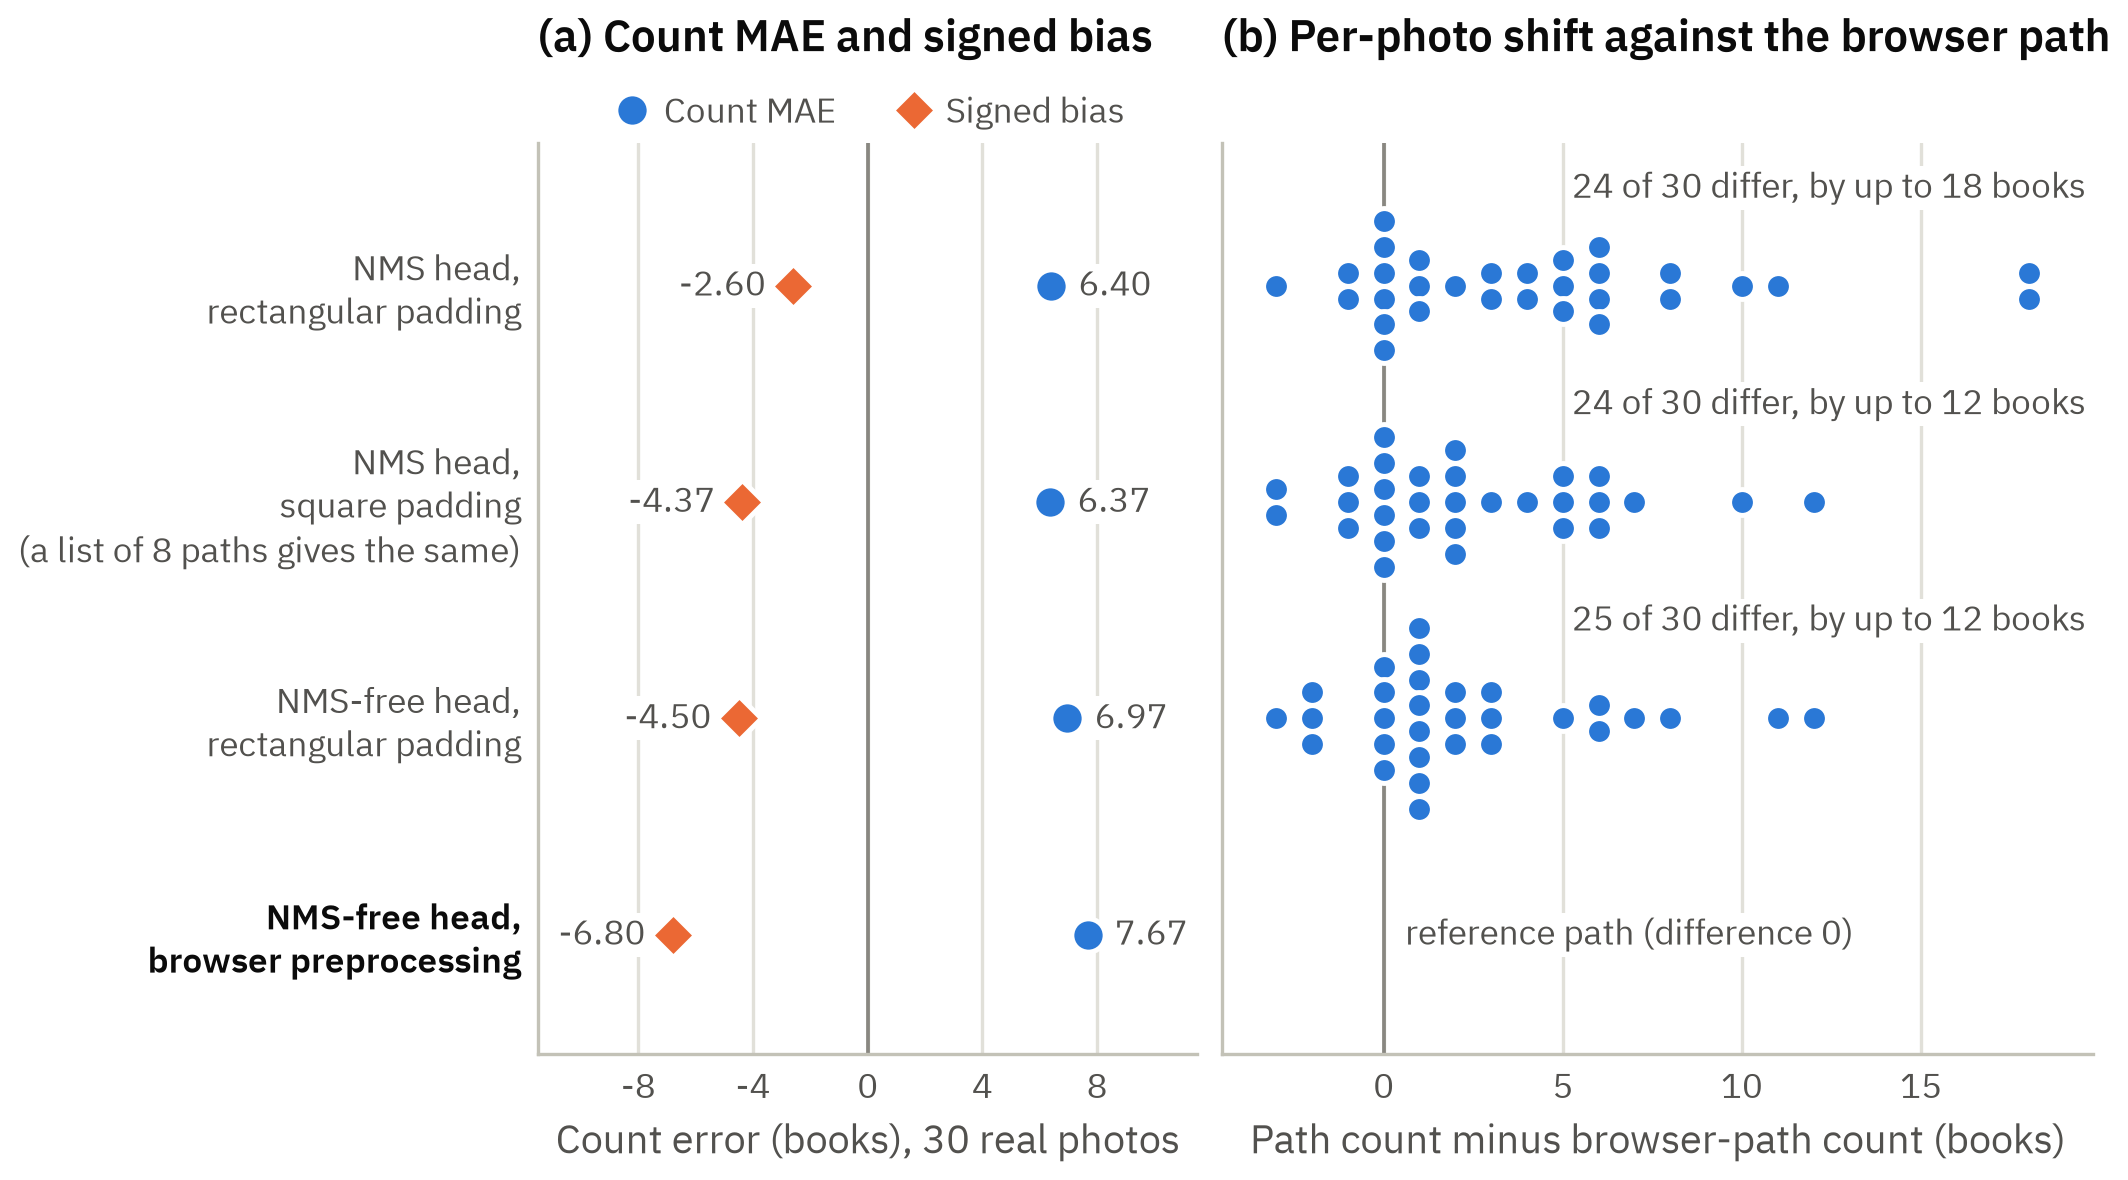 (a) Count MAE and signed bias
Count MAE
Signed bias
NMS head,
rectangular padding
-2.60
6.40
NMS head,
square padding
(a list of 8 paths gives the same)
-4.37
6.37
NMS-free head,
rectangular padding
-4.50
6.97
NMS-free head,
browser preprocessing
-6.80
7.67
-8
-4
0
4
8
Count error (books), 30 real photos
(b) Per-photo shift against the browser path
24 of 30 differ, by up to 18 books
24 of 30 differ, by up to 12 books
25 of 30 differ, by up to 12 books
reference path (difference 0)
0
5
10
15
Path count minus browser-path count (books)